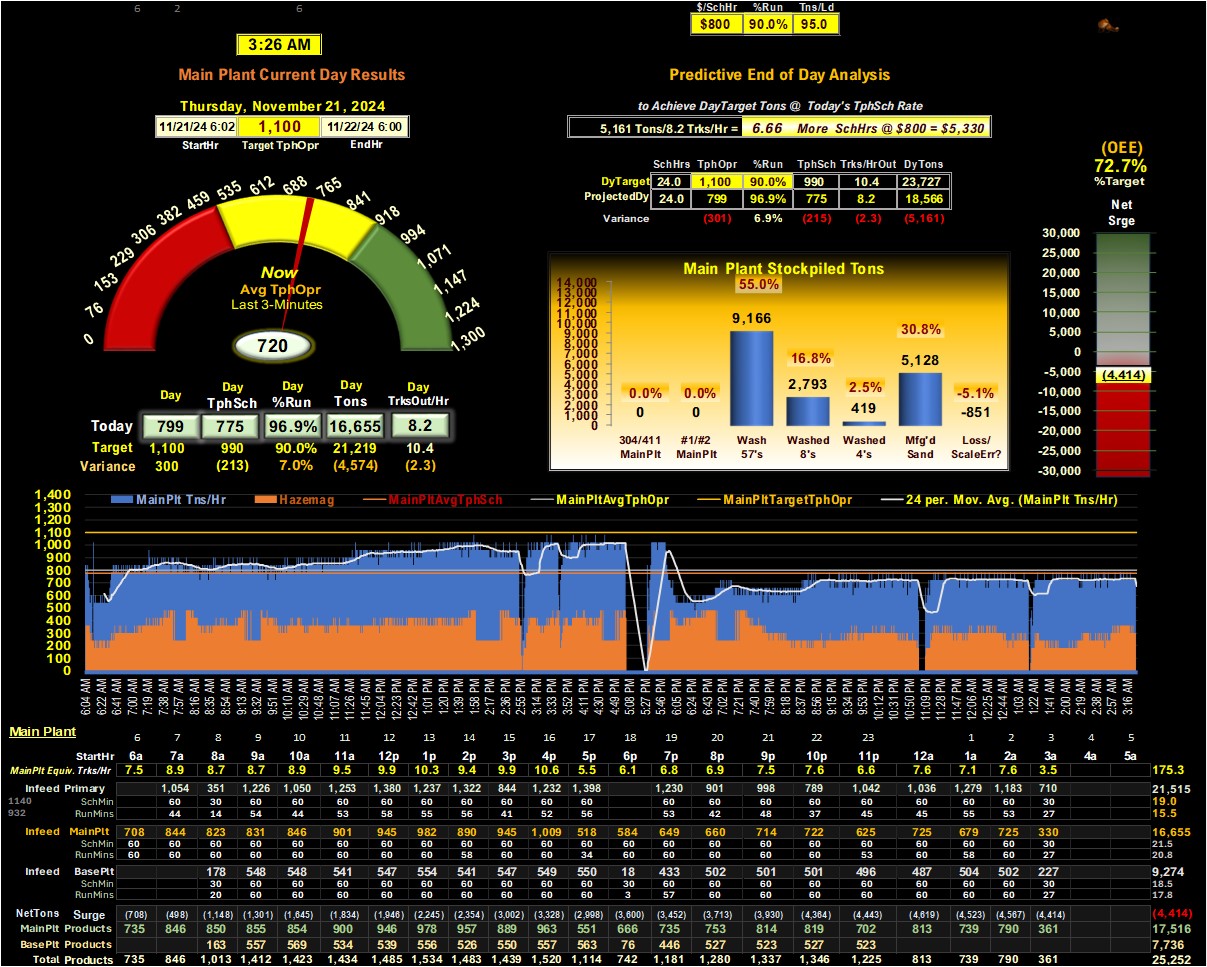 6 2 6
$/SchHr %Run Tns/Ld
$800 90.0% 95.0
3:26 AM
Main Plant Current Day Results
Predictive End of Day Analysis
Thursday, November 21, 2024
to Achieve DayTarget Tons @ Today's TphSch Rate
11/21/24 6:02 1,100 11/22/24 6:00
StartHr Target TphOpr EndHr
5,161 Tons/8.2 Trks/Hr = 6.66 More SchHrs @ $800 = $5,330
(OEE)
72.7%
%Target
SchHrs TphOpr %Run TphSch Trks/HrOut DyTons
DyTarget 24.0 1,100 90.0% 990 10.4 23,727
ProjectedDy 24.0 799 96.9% 775 8.2 18,566
Variance (301) 6.9% (215) (2.3) (5,161)
Net
Srge
30,000
25,000
20,000
15,000
10,000
5,000
0
-5,000
(4,414)
-10,000
-15,000
-20,000
-25,000
-30,000
0 76 153 229 306 382 459 535 612 688 765 841 918 994 1,071 1,147 1,224 1,300
Now
Avg TphOpr
Last 3-Minutes
720
Main Plant Stockpiled Tons
14,000
13,000
12,000
11,000
10,000
9,000
8,000
7,000
6,000
5,000
4,000
3,000
2,000
1,000
0
0.0% 0.0% 55.0% 16.8% 2.5% 30.8% -5.1%
0 0 9,166 2,793 419 5,128 -851
304/411 #1/#2 Wash Washed Washed Mfg'd Loss/
MainPlt MainPlt 57's 8's 4's Sand ScaleErr?
Day Day TphSch Day %Run Day Tons Day TrksOut/Hr
Today 799 775 96.9% 16,655 8.2
Target 1,100 990 90.0% 21,219 10.4
Variance 300 (213) 7.0% (4,574) (2.3)
MainPlt Tns/Hr Hazemag MainPltAvgTphSch MainPltAvgTphOpr MainPltTargetTphOpr 24 per. Mov. Avg. (MainPlt Tns/Hr)
1,400
1,300
1,200
1,100
1,000
900
800
700
600
500
400
300
200
100
0
6:04 AM 6:22 AM 6:41 AM 7:00 AM 7:19 AM 7:38 AM 7:57 AM 8:16 AM 8:35 AM 8:54 AM 9:13 AM 9:32 AM 9:51 AM 10:10 AM 10:29 AM 10:48 AM 11:07 AM 11:26 AM 11:45 AM 12:04 PM 12:23 PM 12:42 PM 1:01 PM 1:20 PM 1:39 PM 1:58 PM 2:17 PM 2:36 PM 2:55 PM 3:14 PM 3:33 PM 3:52 PM 4:11 PM 4:30 PM 4:49 PM 5:08 PM 5:27 PM 5:46 PM 6:05 PM 6:24 PM 6:43 PM 7:02 PM 7:21 PM 7:40 PM 7:59 PM 8:18 PM 8:37 PM 8:56 PM 9:15 PM 9:34 PM 9:53 PM 10:12 PM 10:31 PM 10:50 PM 11:09 PM 11:28 PM 11:47 PM 12:06 AM 12:25 AM 12:44 AM 1:03 AM 1:22 AM 1:41 AM 2:00 AM 2:19 AM 2:38 AM 2:57 AM 3:16 AM
Main Plant
6 7 8 9 10 11 12 13 14 15 16 17 18 19 20 21 22 23 1 2 3 4 5
StartHr 6a 7a 8a 9a 10a 11a 12p 1p 2p 3p 4p 5p 6p 7p 8p 9p 10p 11p 12a 1a 2a 3a 4a 5a
MainPlt Equiv. Trks/Hr 7.5 8.9 8.7 8.7 8.9 9.5 9.9 10.3 9.4 9.9 10.6 5.5 6.1 6.8 6.9 7.5 7.6 6.6 7.6 7.1 7.6 3.5 175.3
Infeed Primary 1,054 351 1,226 1,050 1,253 1,380 1,237 1,322 844 1,232 1,398 1,230 901 998 789 1,042 1,036 1,279 1,183 710 21,515
1140 SchMin 60 30 60 60 60 60 60 60 60 60 60 60 60 60 60 60 60 60 60 30 19.0
932 RunMins 44 14 54 44 53 58 55 56 41 52 56 53 42 48 37 45 45 55 53 27 15.5
Infeed MainPlt 708 844 823 831 846 901 945 982 890 945 1,009 518 584 649 660 714 722 625 725 679 725 330 16,655
SchMin 60 60 60 60 60 60 60 60 60 60 60 60 60 60 60 60 60 60 60 60 60 30 21.5
RunMins 60 60 60 60 60 60 60 60 58 60 60 34 60 60 60 60 60 53 60 58 60 27 20.8
Infeed BasePlt 178 548 548 541 547 554 541 547 549 550 18 433 502 501 501 496 487 504 502 227 9,274
SchMin 30 60 60 60 60 60 60 60 60 60 30 60 60 60 60 60 60 60 60 30 18.5
RunMins 20 60 60 60 60 60 60 60 60 60 3 57 60 60 60 60 60 60 60 27 17.8
NetTons Surge (708) (498) (1,148) (1,301) (1,645) (1,834) (1,946) (2,245) (2,354) (3,002) (3,328) (2,998) (3,600) (3,452) (3,713) (3,930) (4,364) (4,443) (4,619) (4,523) (4,567) (4,414) (4,414)
MainPlt Products 735 846 850 855 854 900 946 978 957 889 963 551 666 735 753 814 819 702 813 739 790 361 17,516
BasePlt Products 163 557 569 534 539 556 526 550 557 563 76 446 527 523 527 523 7,736
Total Products 735 846 1,013 1,412 1,423 1,434 1,485 1,534 1,483 1,439 1,520 1,114 742 1,181 1,280 1,337 1,346 1,225 813 739 790 361 25,252